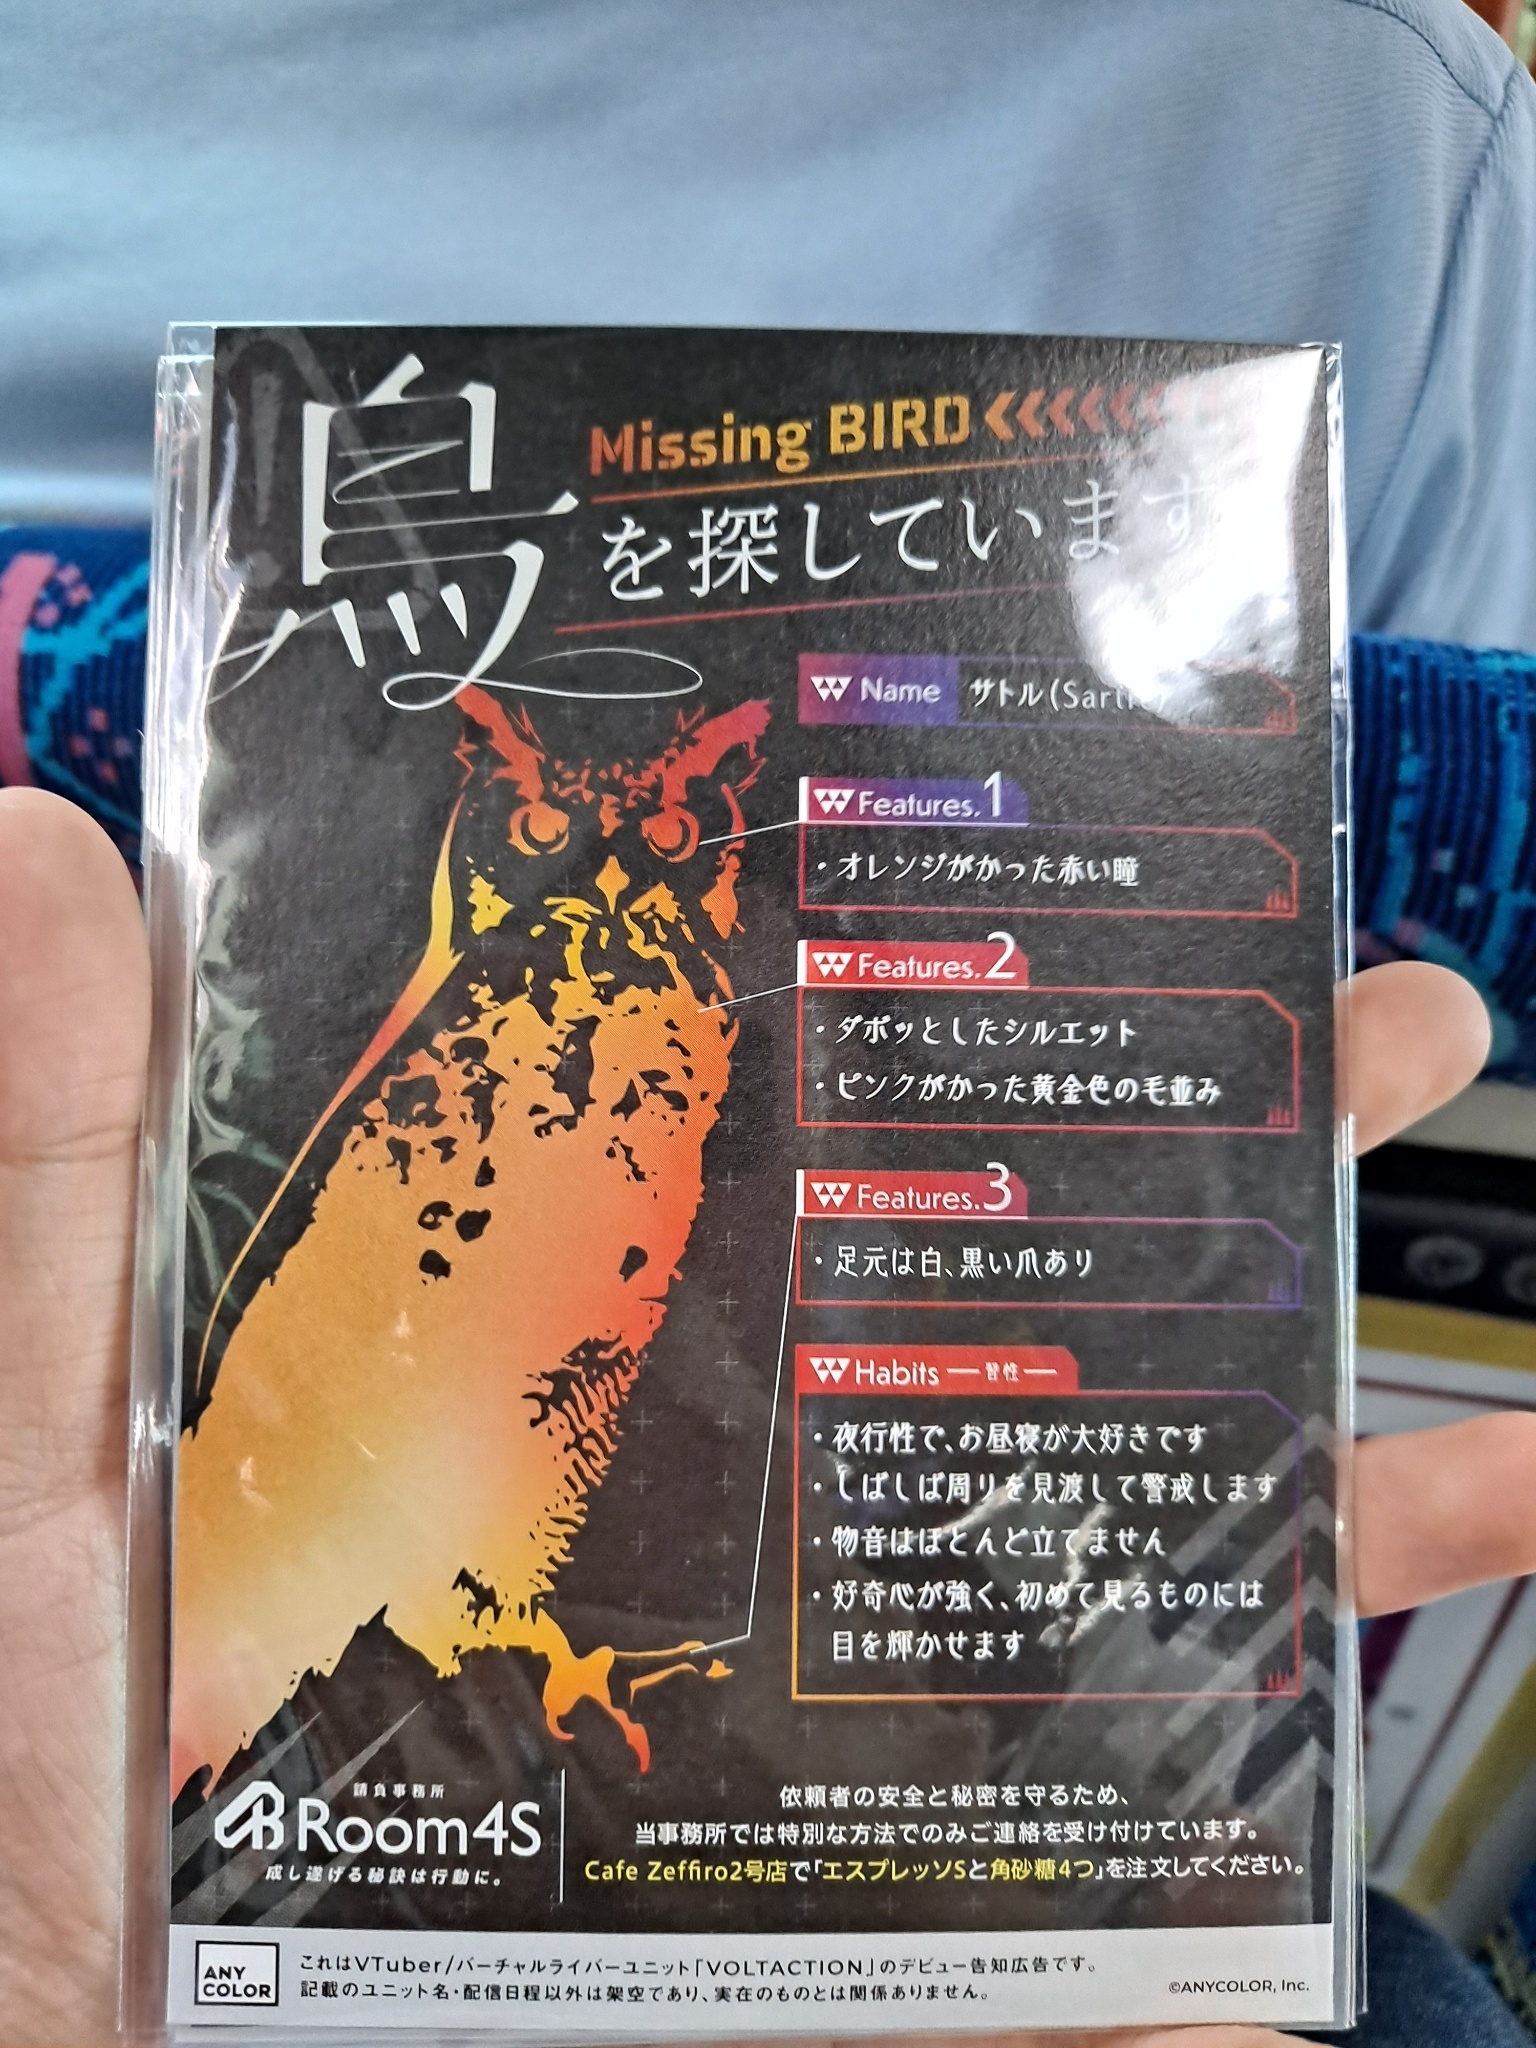 鳥
Missing BIRD
を探しています
Name サトル
Features.1
・オレンジがかった赤い瞳
Features.2
・ダボッとしたシルエット
・ピンクがかった黄金色の毛並み
Features.3
・足元は白、黒い爪あり
Habits ー 習性 ー
・夜行性で、お昼寝が大好きです
・しばしば周りを見渡して警戒します
・物音はほとんど立てません
・好奇心が強く、初めて見るものには
目を輝かせます
請負事務所
Room4S
成し遂げる秘訣は行動に。
依頼者の安全と秘密を守るため、
当事務所では特別な方法でのみご連絡を受け付けています。
Cafe Zeffiro2号店で「エスプレッソSと角砂糖4つ」を注文してください。
ANY
COLOR
これはVTuber/バーチャルライバーユニット「VOLTACTION」のデビュー告知広告です。
記載のユニット名・配信日程以外は架空であり、実在のものとは関係ありません。
©ANYCOLOR, Inc.